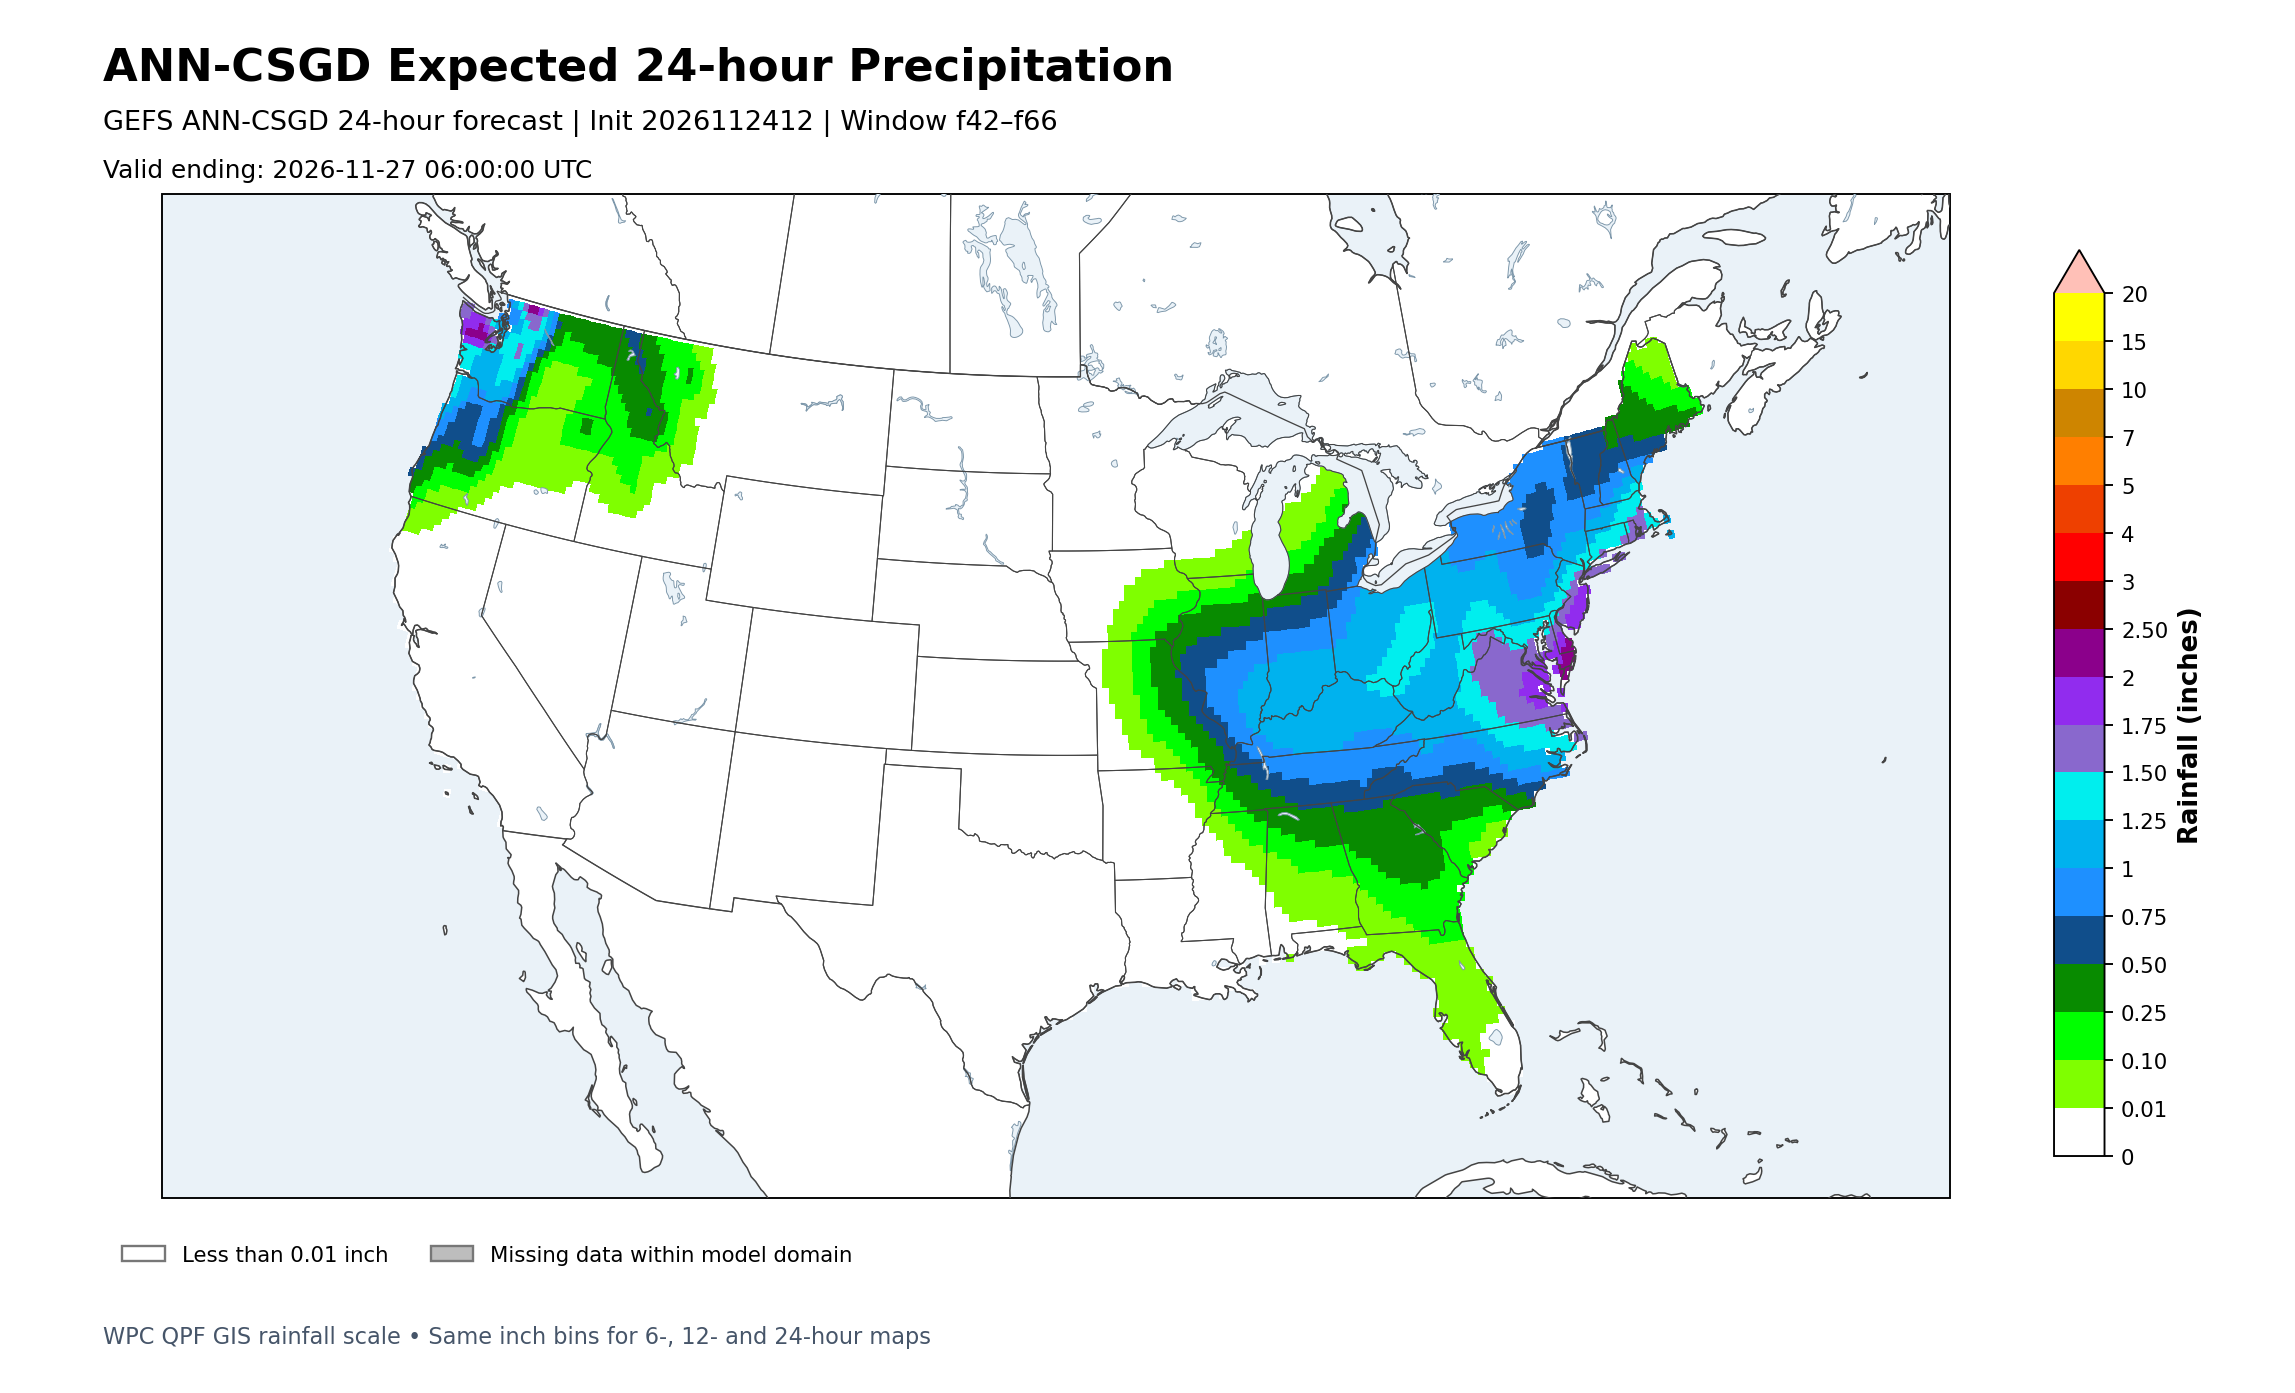 ANN-CSGD Expected 24-hour Precipitation
GEFS ANN-CSGD 24-hour forecast | Init 2026112412 | Window f42–f66
Valid ending: 2026-11-27 06:00:00 UTC
20
15
10
7
5
4
3
2.50
2
1.75
1.50
1.25
1
0.75
0.50
0.25
0.10
0.01
0
Rainfall (inches)
Less than 0.01 inch
Missing data within model domain
WPC QPF GIS rainfall scale • Same inch bins for 6-, 12- and 24-hour maps